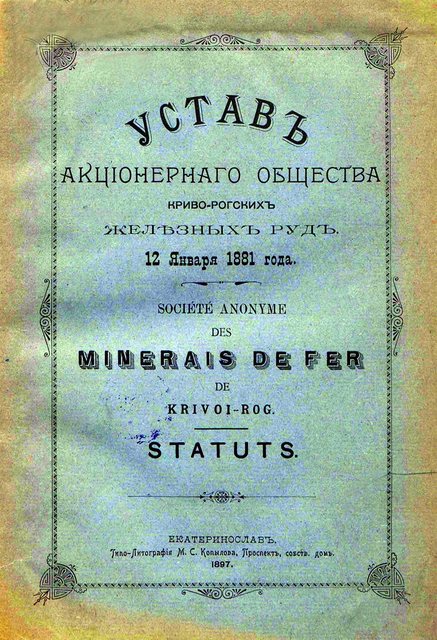 УСТАВЪ
АКЦІОНЕРНАГО ОБЩЕСТВА
КРИВО-РОГСКИХЪ
ЖЕЛѢЗНЫХЪ РУДЪ.
12 Января 1881 года.
SOCIÉTÉ ANONYME
DES
MINERAIS DE FER
DE
KRIVOI-ROG.
STATUTS.
ЕКАТЕРИНОСЛАВЪ.
Типо-Литографія М. С. Копылова, Проспектъ, собств. домъ.
1897.